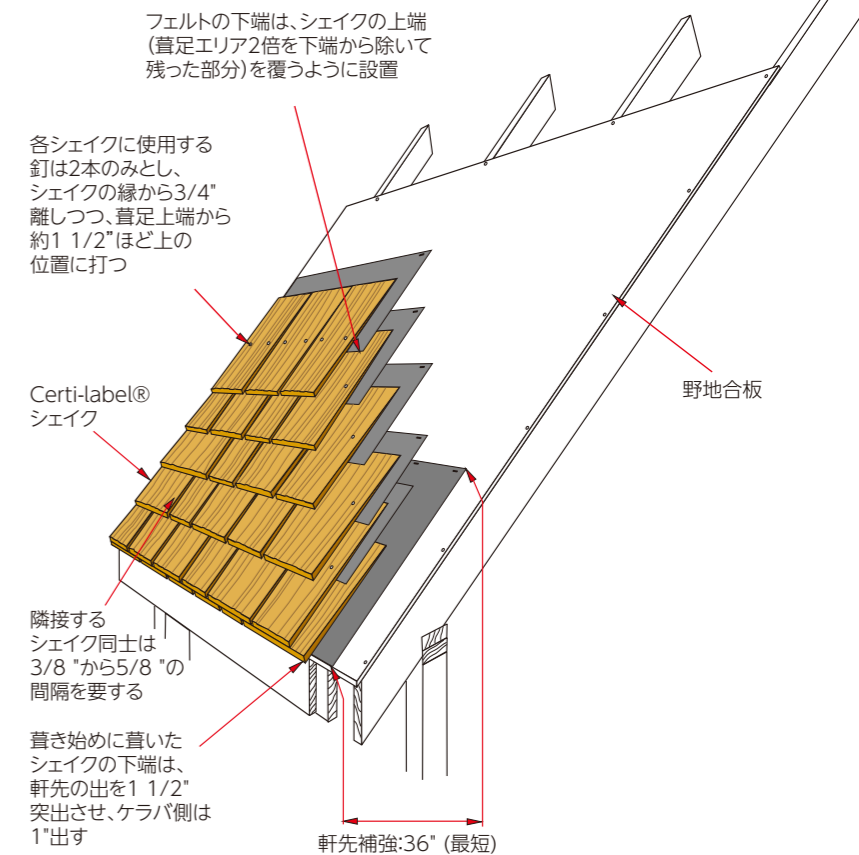 フェルトの下端は、シェイクの上端
(葺足エリア2倍を下端から除いて
残った部分)を覆うように設置
各シェイクに使用する
釘は2本のみとし、
シェイクの縁から3/4"
離しつつ、葺足上端から
約1 1/2”ほど上の
位置に打つ
Certi-label®
シェイク
野地合板
隣接する
シェイク同士は
3/8 "から5/8 "の
間隔を要する
葺き始めに葺いた
シェイクの下端は、
軒先の出を1 1/2"
突出させ、ケラバ側は
1"出す
軒先補強:36" (最短)